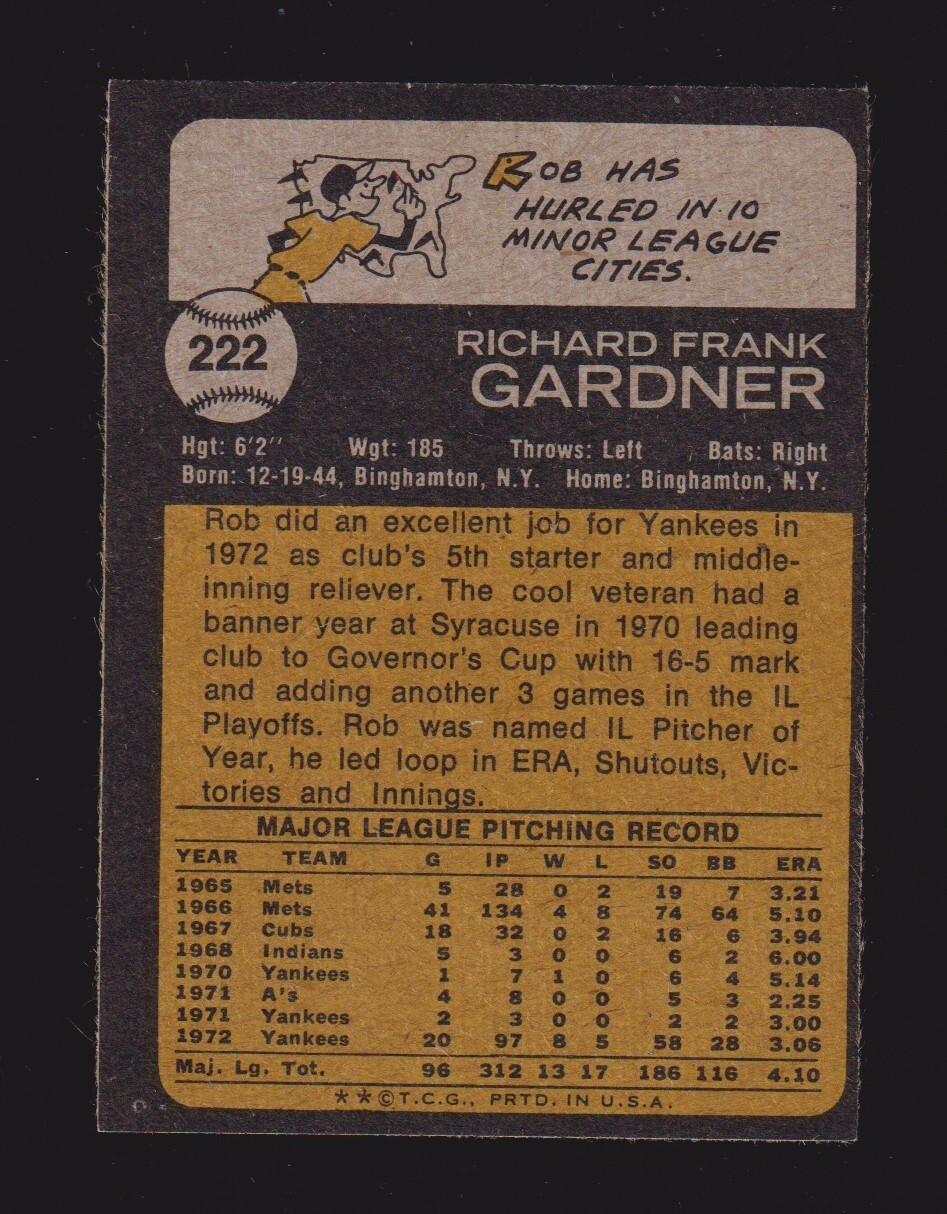 ROB HAS
HURLED IN 10
MINOR LEAGUE
CITIES.
222
RICHARD FRANK
GARDNER
Hgt: 6'2'' Wgt: 185 Throws: Left Bats: Right
Born: 12-19-44, Binghamton, N.Y. Home: Binghamton, N.Y.
Rob did an excellent job for Yankees in
1972 as club's 5th starter and middle-
inning reliever. The cool veteran had a
banner year at Syracuse in 1970 leading
club to Governor's Cup with 16-5 mark
and adding another 3 games in the IL
Playoffs. Rob was named IL Pitcher of
Year, he led loop in ERA, Shutouts, Vic-
tories and Innings.
MAJOR LEAGUE PITCHING RECORD
YEAR TEAM G IP W L SO BB ERA
1965 Mets 5 28 0 2 19 7 3.21
1966 Mets 41 134 4 8 74 64 5.10
1967 Cubs 18 32 0 2 16 6 3.94
1968 Indians 5 3 0 0 6 2 6.00
1970 Yankees 1 7 1 0 6 4 5.14
1971 A's 4 8 0 0 5 3 2.25
1971 Yankees 2 3 0 0 2 2 3.00
1972 Yankees 20 97 8 5 58 28 3.06
Maj. Lg. Tot. 96 312 13 17 186 116 4.10
**©T.C.G., PRTD. IN U.S.A.